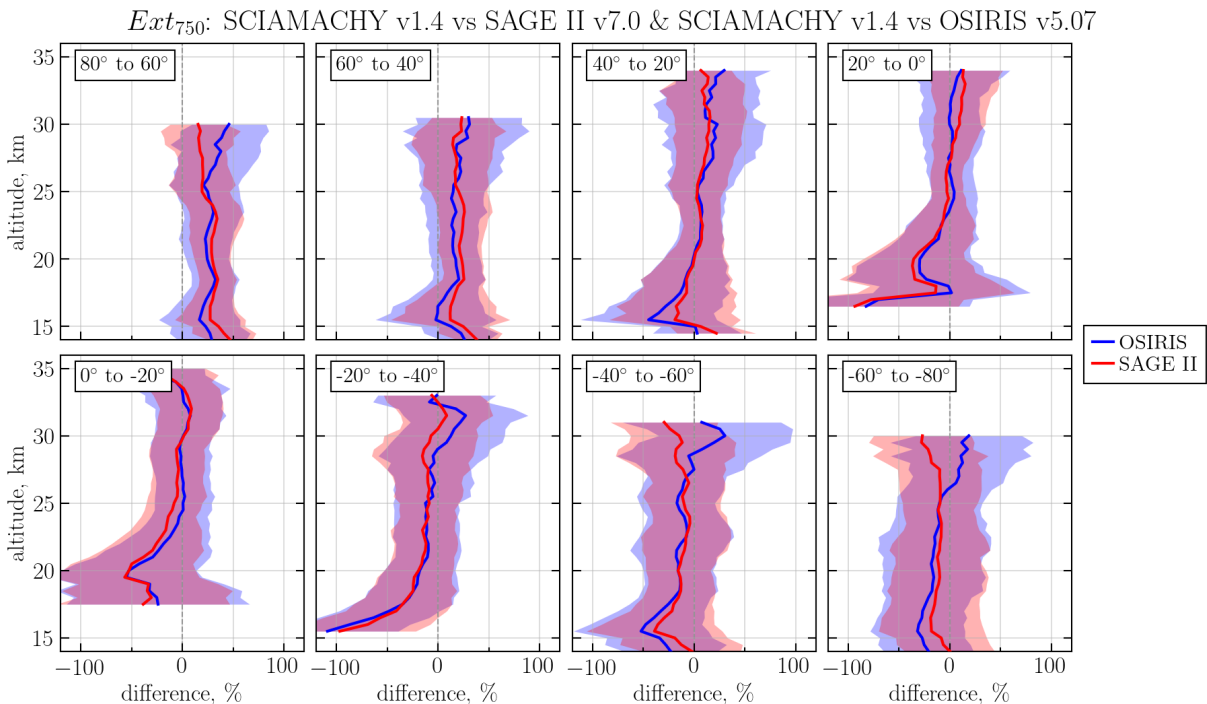 Ext750: SCIAMACHY v1.4 vs SAGE II v7.0 & SCIAMACHY v1.4 vs OSIRIS v5.07
80° to 60°
60° to 40°
40° to 20°
20° to 0°
35
30
25
20
15
altitude, km
0° to -20°
-20° to -40°
-40° to -60°
-60° to -80°
35
30
25
20
15
altitude, km
OSIRIS
SAGE II
−100 0 100
−100 0 100
−100 0 100
−100 0 100
difference, %
difference, %
difference, %
difference, %